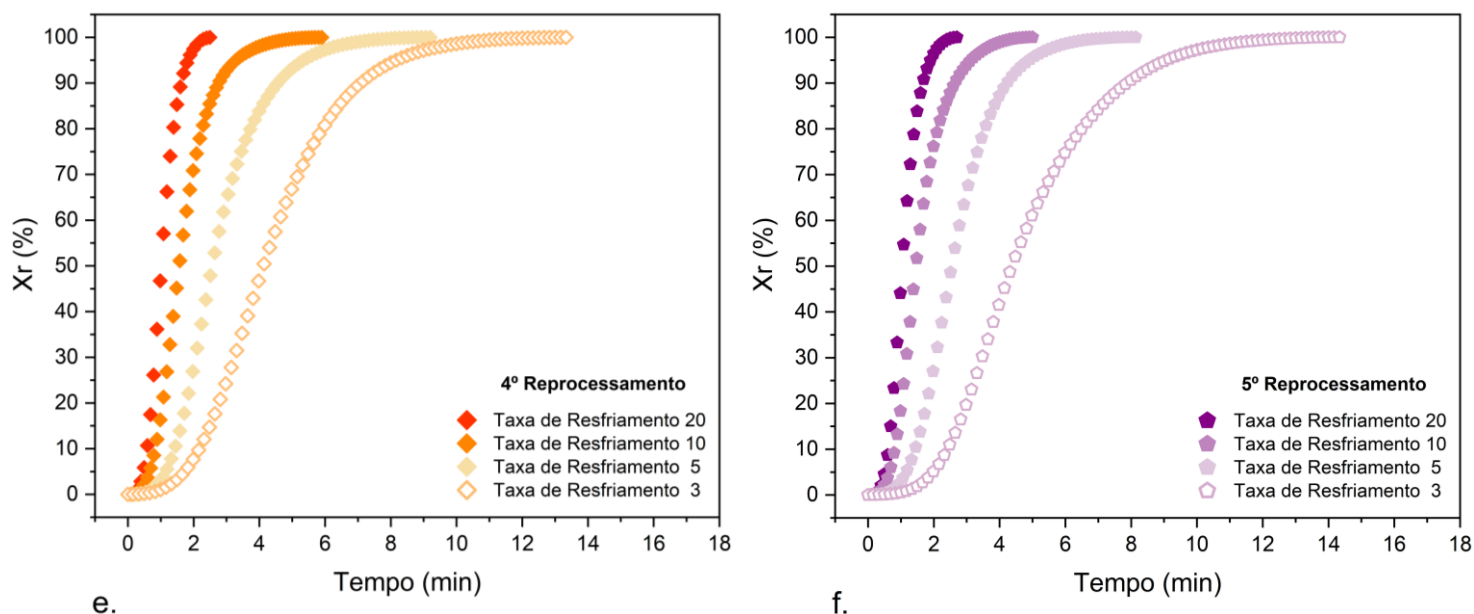 100
90
80
70
60
50
40
30
20
10
0
Xr (%)
4º Reprocessamento
Taxa de Resfriamento 20
Taxa de Resfriamento 10
Taxa de Resfriamento 5
Taxa de Resfriamento 3
0 2 4 6 8 10 12 14 16 18
Tempo (min)
e.
100
90
80
70
60
50
40
30
20
10
0
Xr (%)
5º Reprocessamento
Taxa de Resfriamento 20
Taxa de Resfriamento 10
Taxa de Resfriamento 5
Taxa de Resfriamento 3
0 2 4 6 8 10 12 14 16 18
Tempo (min)
f.